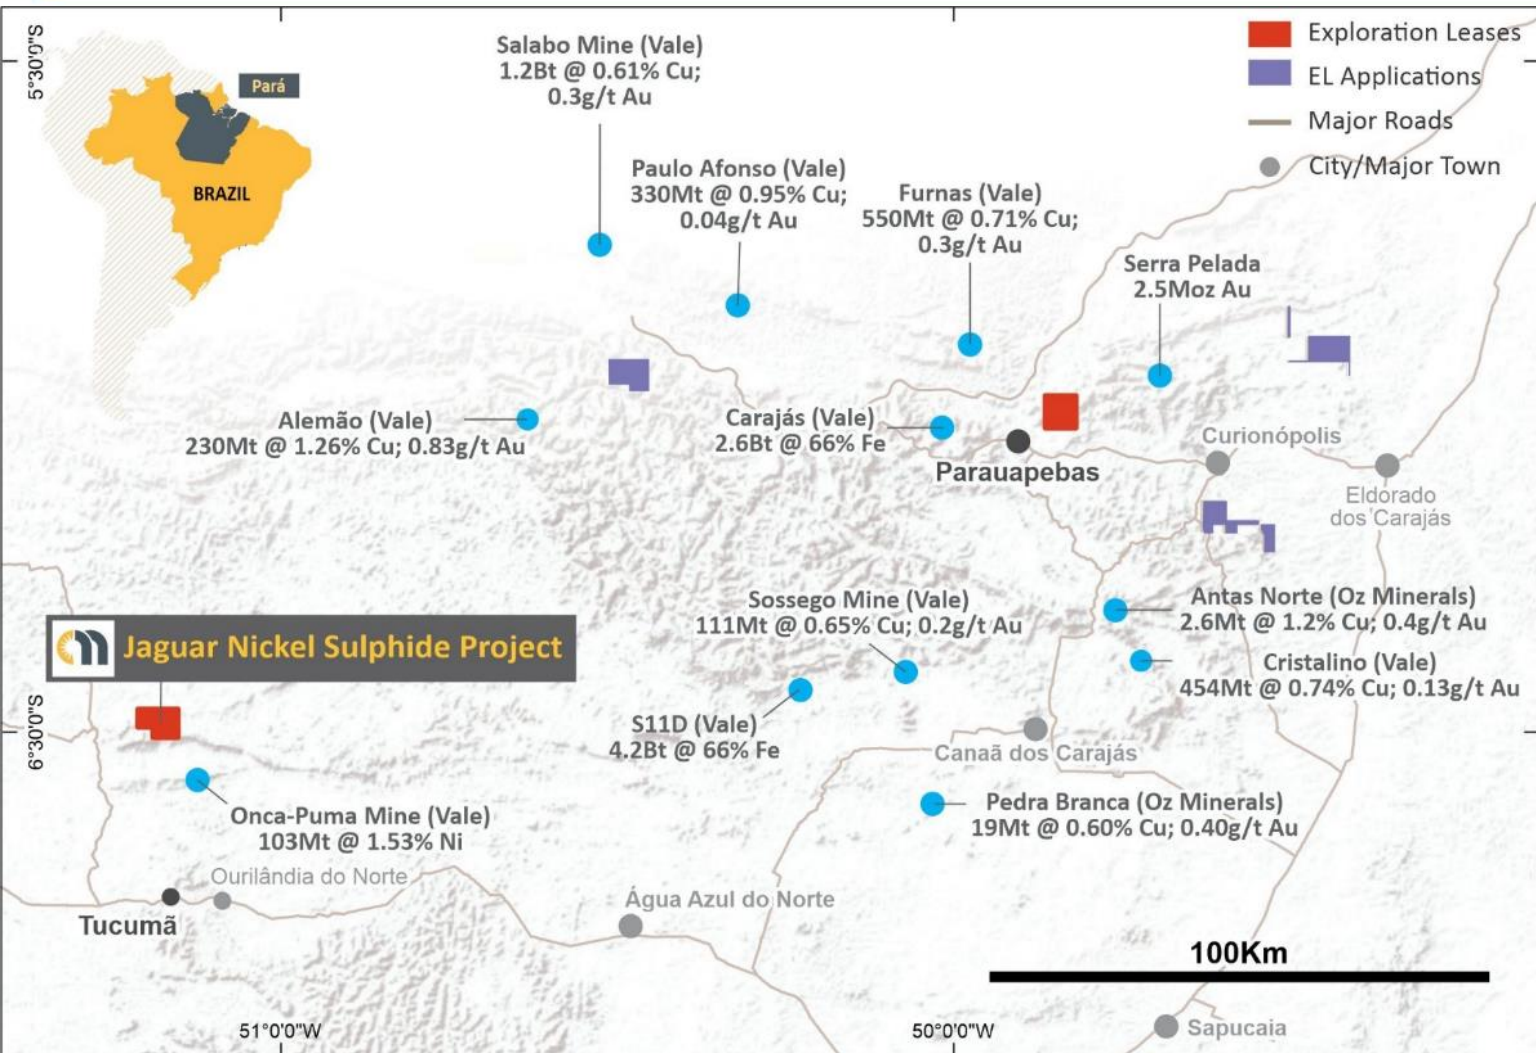 5°30'0"S
Pará
BRAZIL
Salabo Mine (Vale)
1.2Bt @ 0.61% Cu;
0.3g/t Au
Paulo Afonso (Vale)
330Mt @ 0.95% Cu;
0.04g/t Au
Furnas (Vale)
550Mt @ 0.71% Cu;
0.3g/t Au
Serra Pelada
2.5Moz Au
Exploration Leases
EL Applications
Major Roads
City/Major Town
Alemão (Vale)
230Mt @ 1.26% Cu; 0.83g/t Au
Carajás (Vale)
2.6Bt @ 66% Fe
Parauapebas
Curionópolis
Eldorado
dos Carajás
Jaguar Nickel Sulphide Project
Sossego Mine (Vale)
111Mt @ 0.65% Cu; 0.2g/t Au
Antas Norte (Oz Minerals)
2.6Mt @ 1.2% Cu; 0.4g/t Au
Cristalino (Vale)
454Mt @ 0.74% Cu; 0.13g/t Au
S11D (Vale)
4.2Bt @ 66% Fe
Canaã dos Carajás
6°30'0"S
Onca-Puma Mine (Vale)
103Mt @ 1.53% Ni
Pedra Branca (Oz Minerals)
19Mt @ 0.60% Cu; 0.40g/t Au
Ourilândia do Norte
Tucumã
Água Azul do Norte
100Km
51°0'0"W
50°0'0"W
Sapucaia